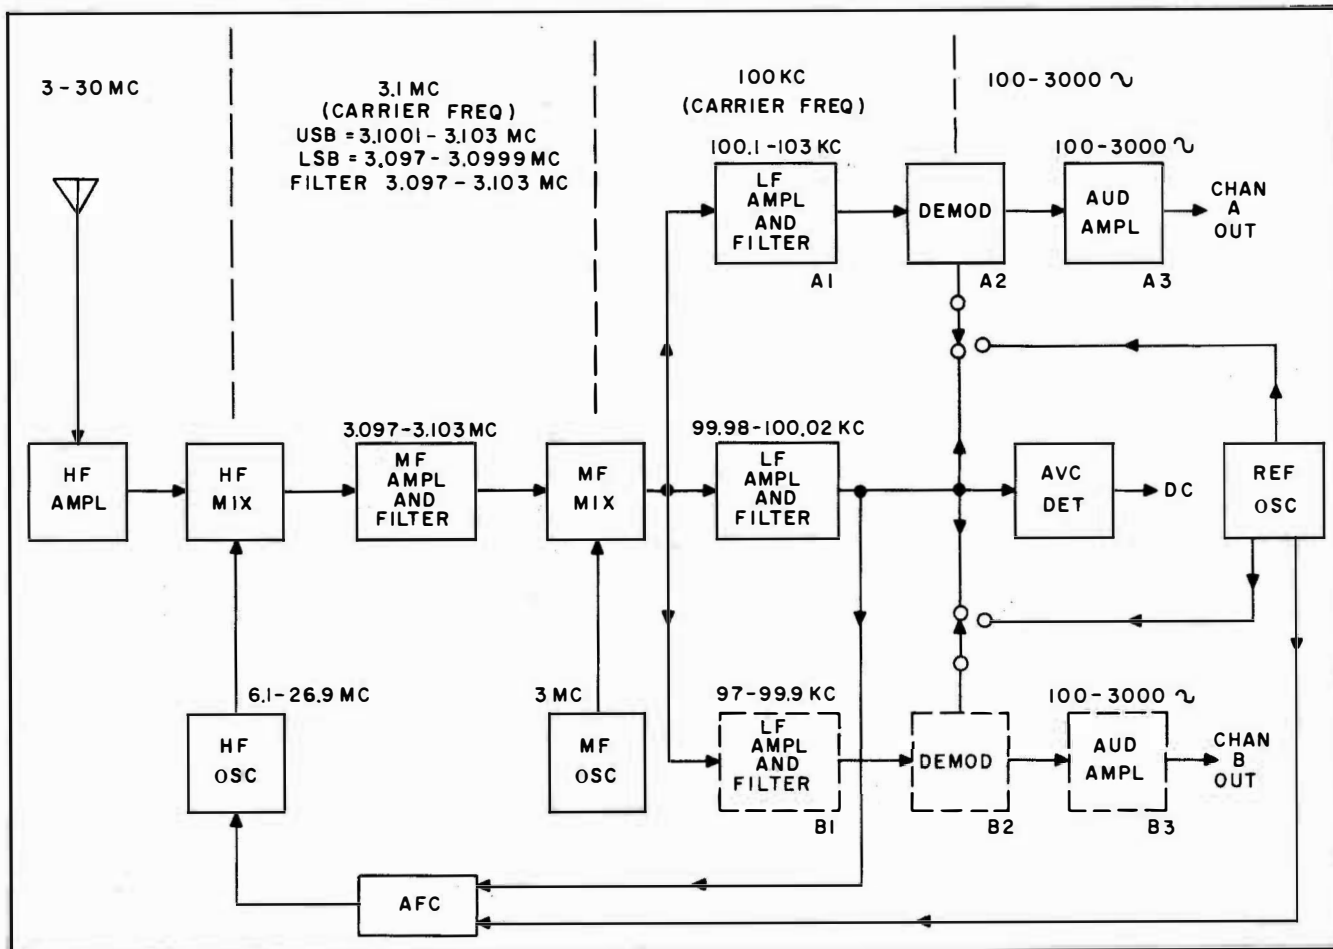 3-30 MC
3.1 MC
(CARRIER FREQ)
USB = 3.1001-3.103 MC
LSB = 3.097-3.0999MC
FILTER 3.097-3.103 MC
100 KC
(CARRIER FREQ)
100-3000 ∿
100.1-103 KC
LF
AMPL
AND
FILTER
A1
DEMOD
A2
100-3000 ∿
AUD
AMPL
A3
CHAN
A
OUT
HF
AMPL
HF
MIX
3.097-3.103 MC
MF
AMPL
AND
FILTER
MF
MIX
99.98-100.02 KC
LF
AMPL
AND
FILTER
AVC
DET
DC
REF
OSC
6.1-26.9 MC
HF
OSC
3 MC
MF
OSC
97-99.9 KC
LF
AMPL
AND
FILTER
B1
DEMOD
B2
100-3000 ∿
AUD
AMPL
B3
CHAN
B
OUT
AFC